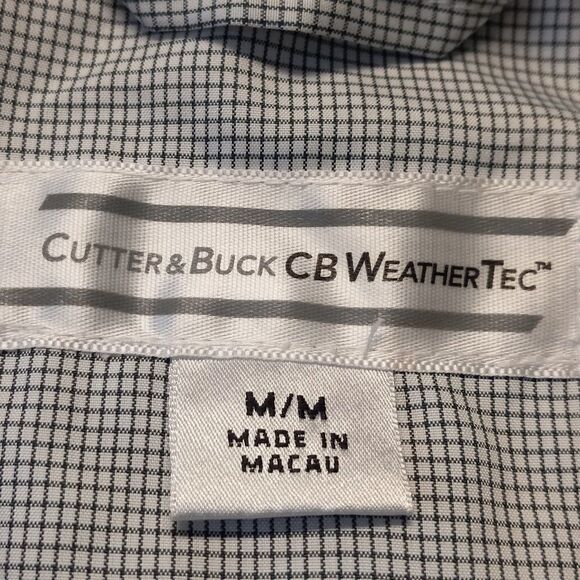 CUTTER & BUCK CB WEATHERTEC™
M/M
MADE IN
MACAU